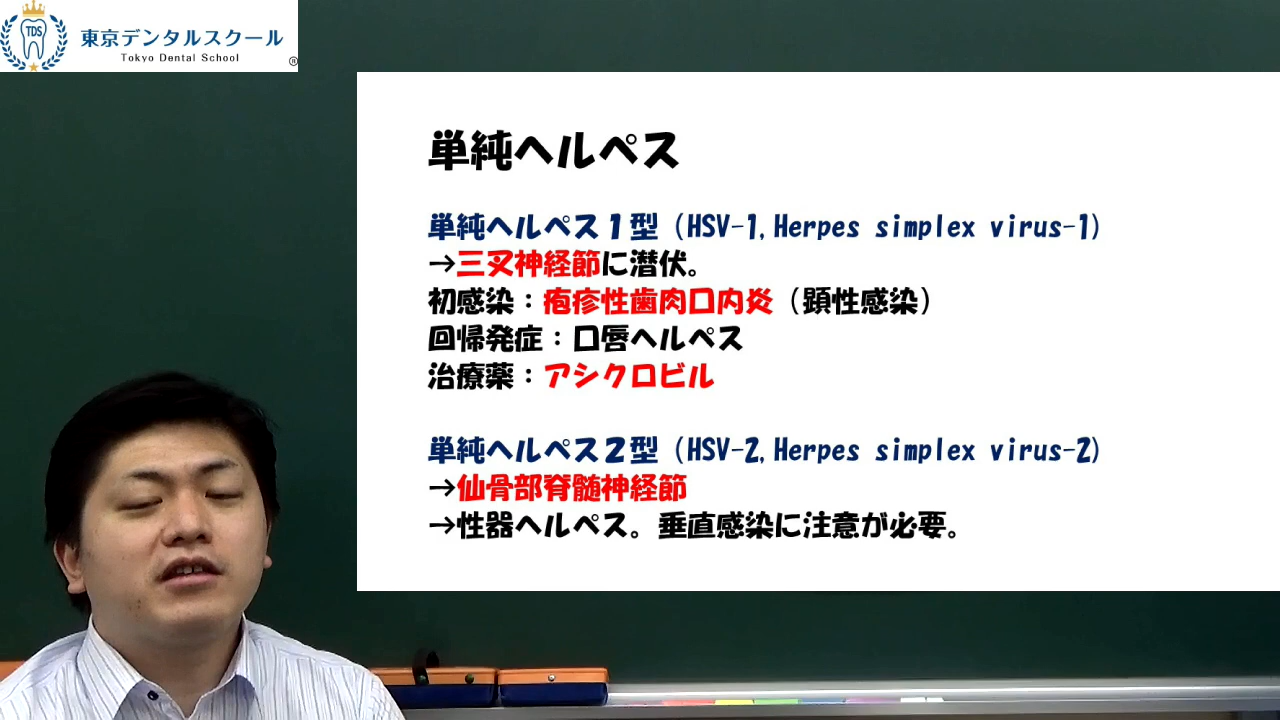 TDS
東京デンタルスクール
Tokyo Dental School
®
単純ヘルペス
単純ヘルペス1型(HSV-1,Herpes simplex virus-1)
→三叉神経節に潜伏。
初感染:疱疹性歯肉口内炎(顕性感染)
回帰発症:口唇ヘルペス
治療薬:アシクロビル
単純ヘルペス2型(HSV-2,Herpes simplex virus-2)
→仙骨部脊髄神経節
→性器ヘルペス。垂直感染に注意が必要。